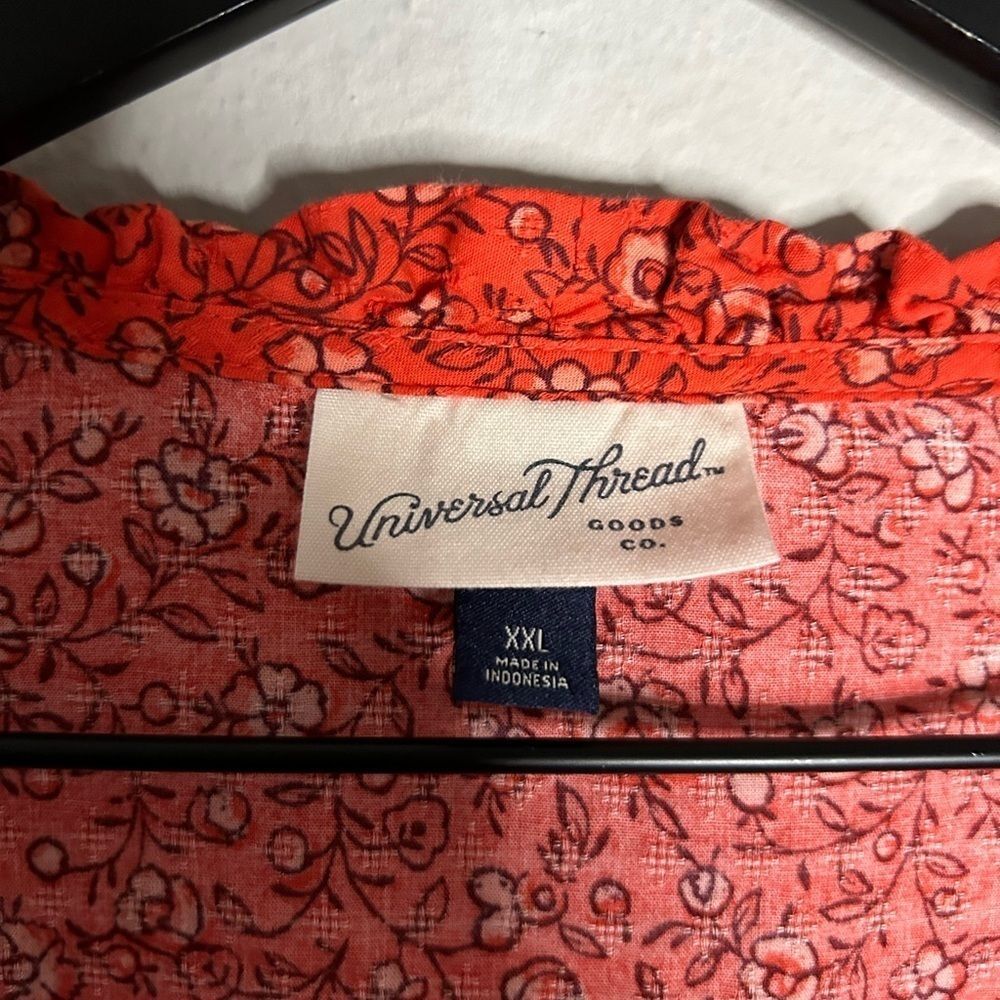 Universal Thread™
GOODS
CO.
XXL
MADE IN
INDONESIA